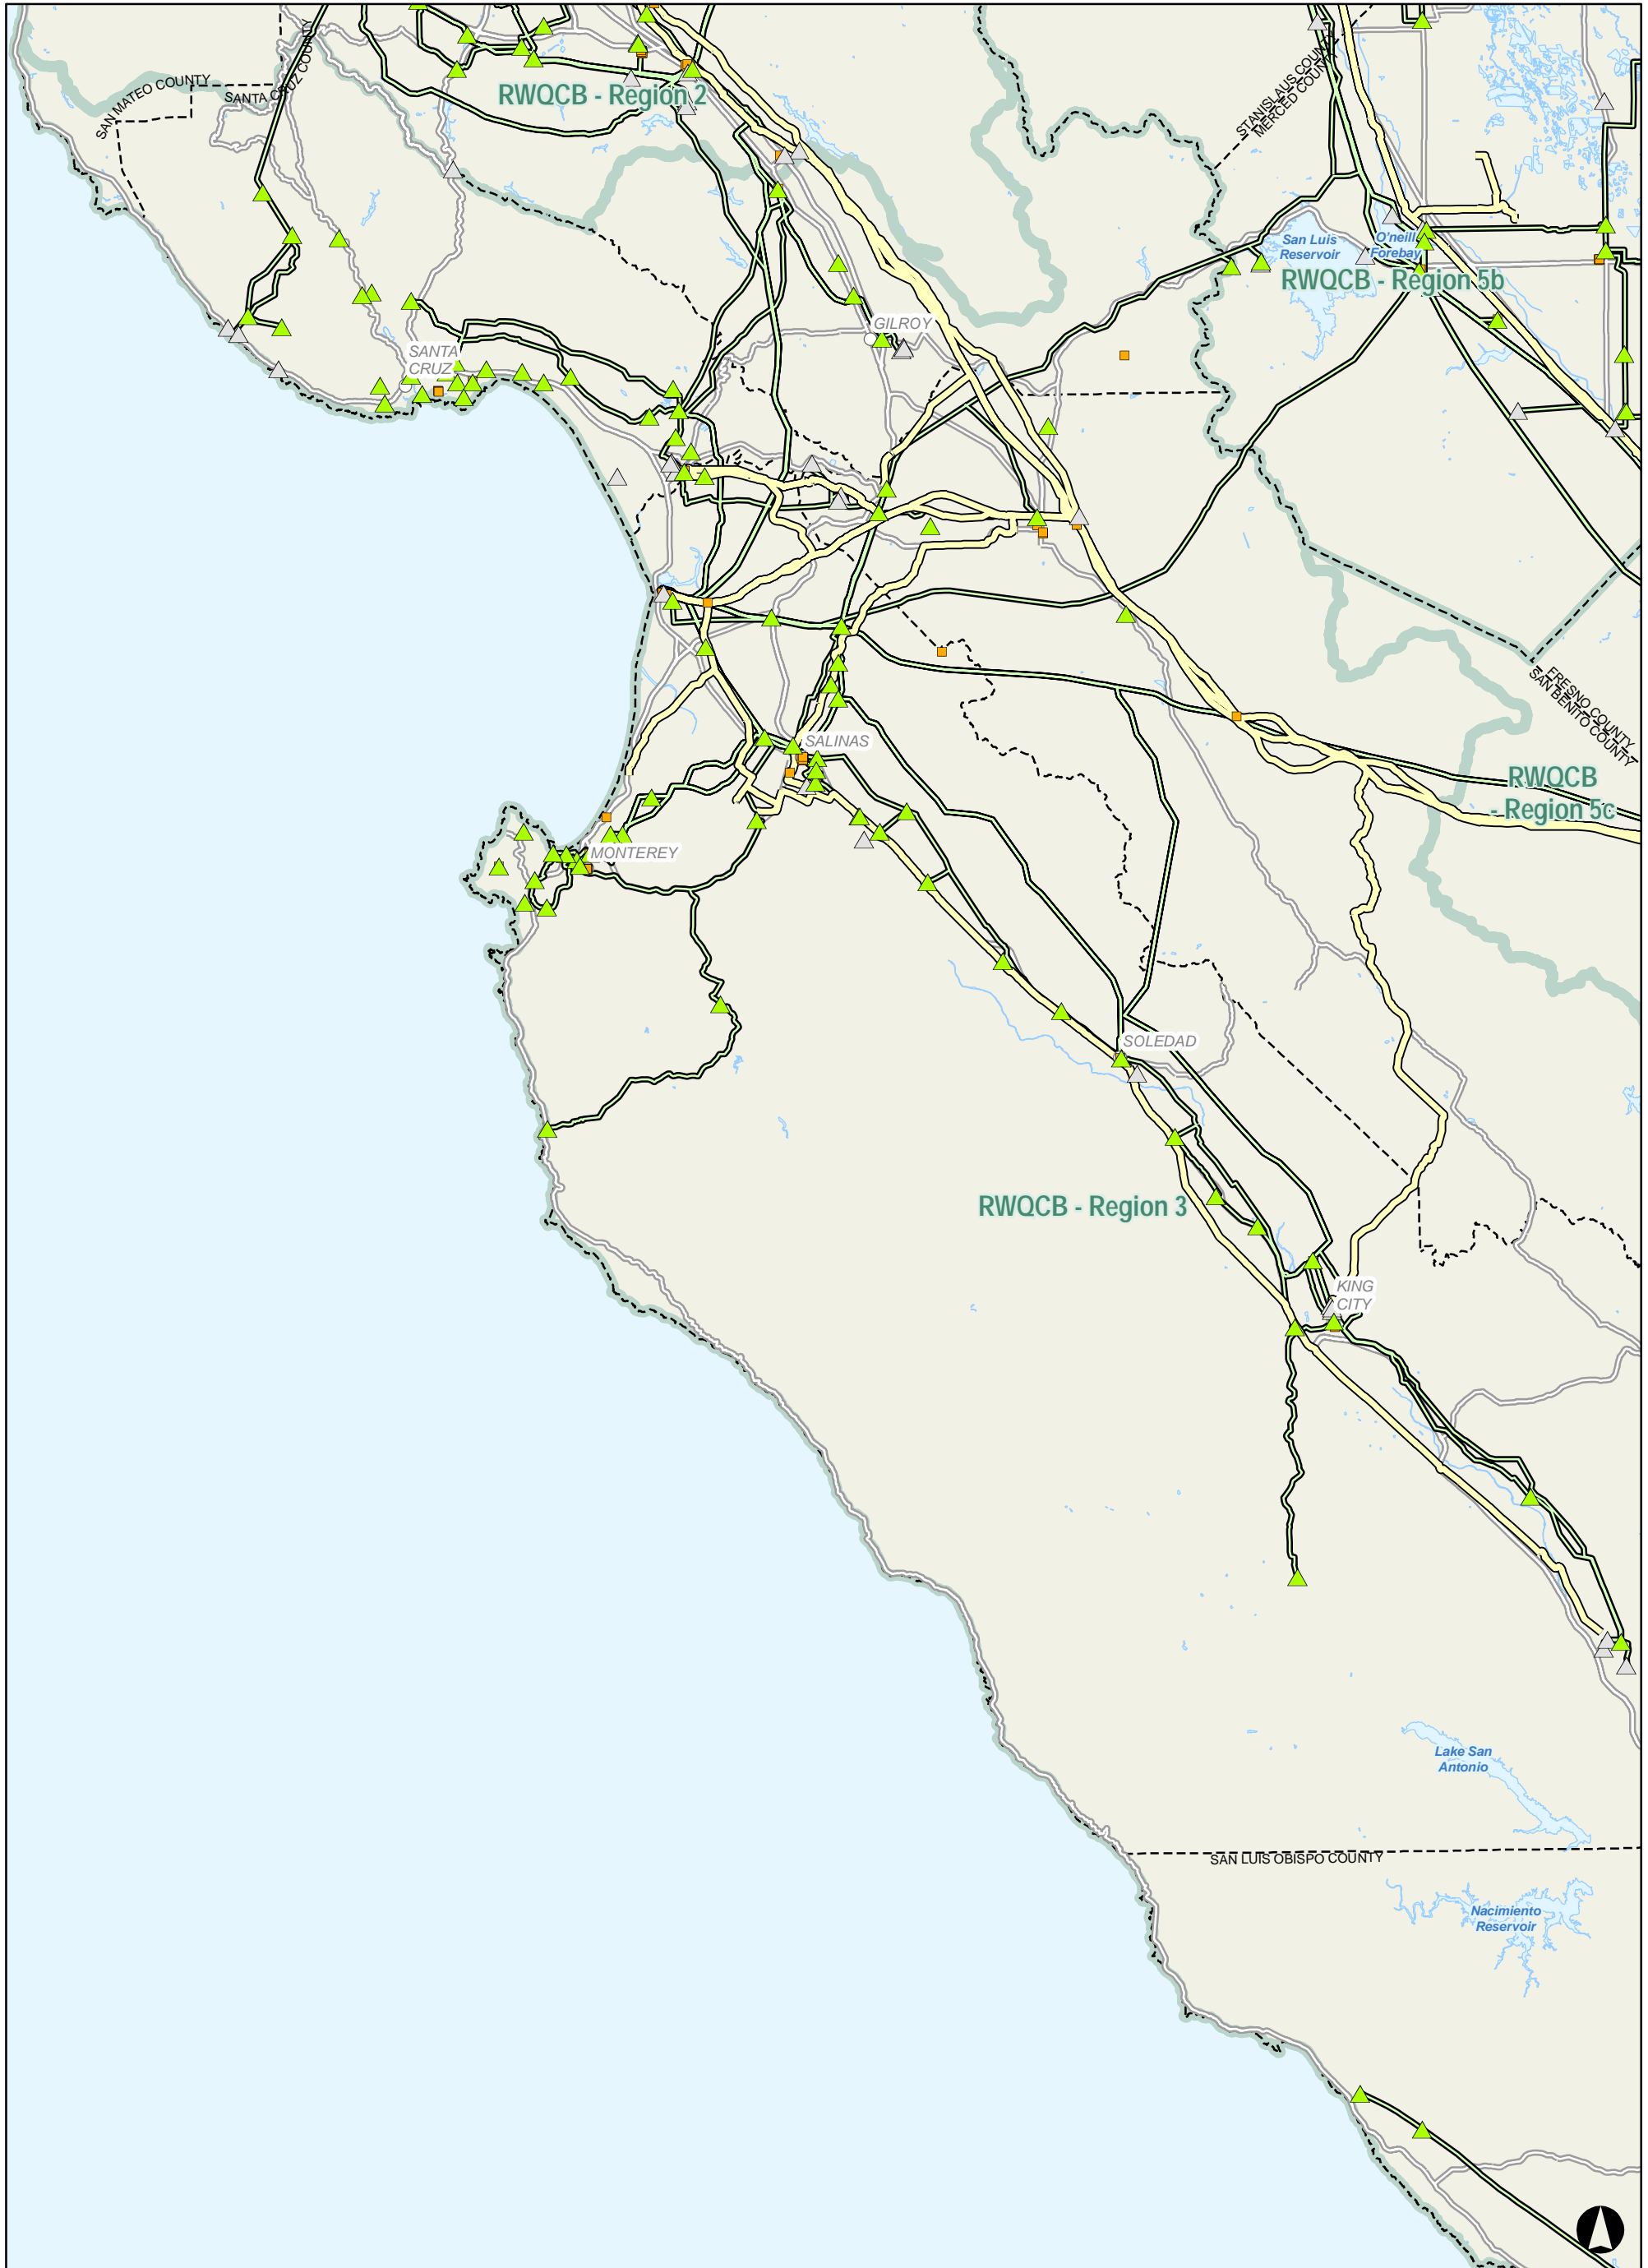 SAN MATEO COUNTY
SANTA CRUZ COUNTY
RWQCB - Region 2
STANISLAUS COUNTY
MERCED COUNTY
San Luis
Reservoir
O'neill
Forebay
RWQCB - Region 5b
GILROY
SANTA
CRUZ
FRESNO COUNTY
SAN BENITO COUNTY
SALINAS
RWQCB
- Region 5c
MONTEREY
SOLEDAD
RWQCB - Region 3
KING
CITY
Lake San
Antonio
SAN LUIS OBISPO COUNTY
Nacimiento
Reservoir